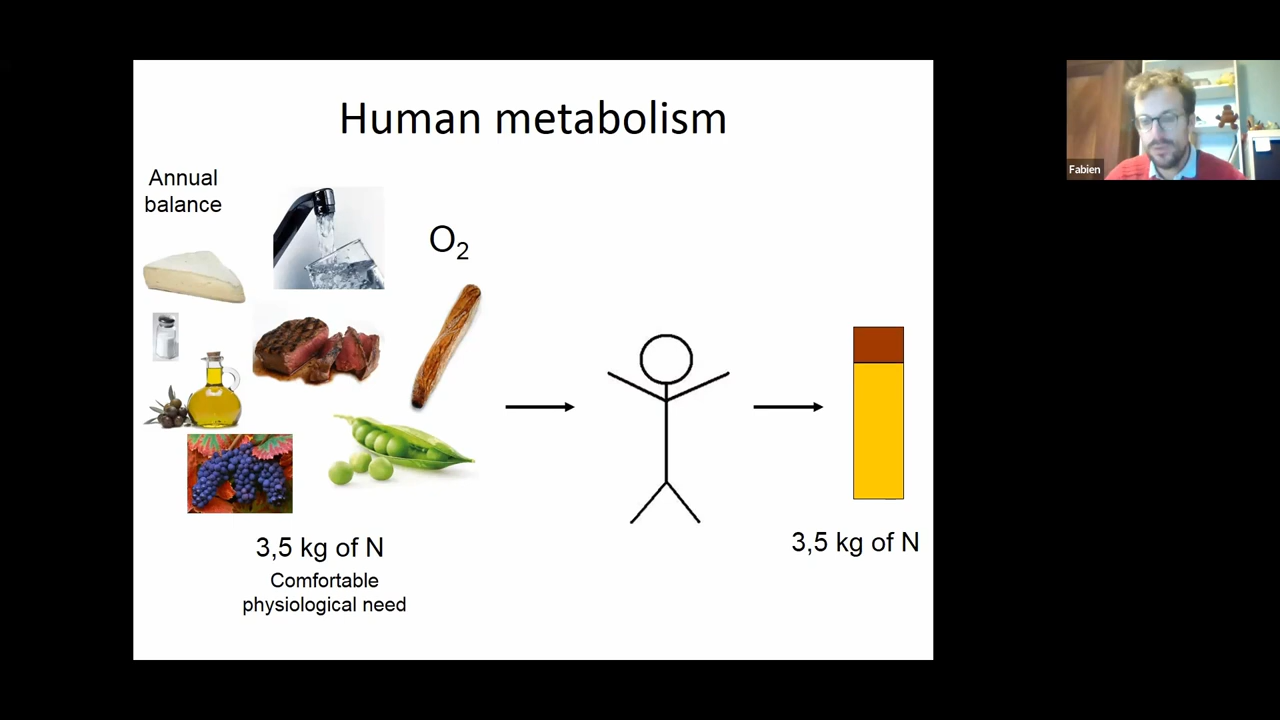 Human metabolism
Annual
balance
O₂
3,5 kg of N
Comfortable
physiological need
3,5 kg of N
Fabien